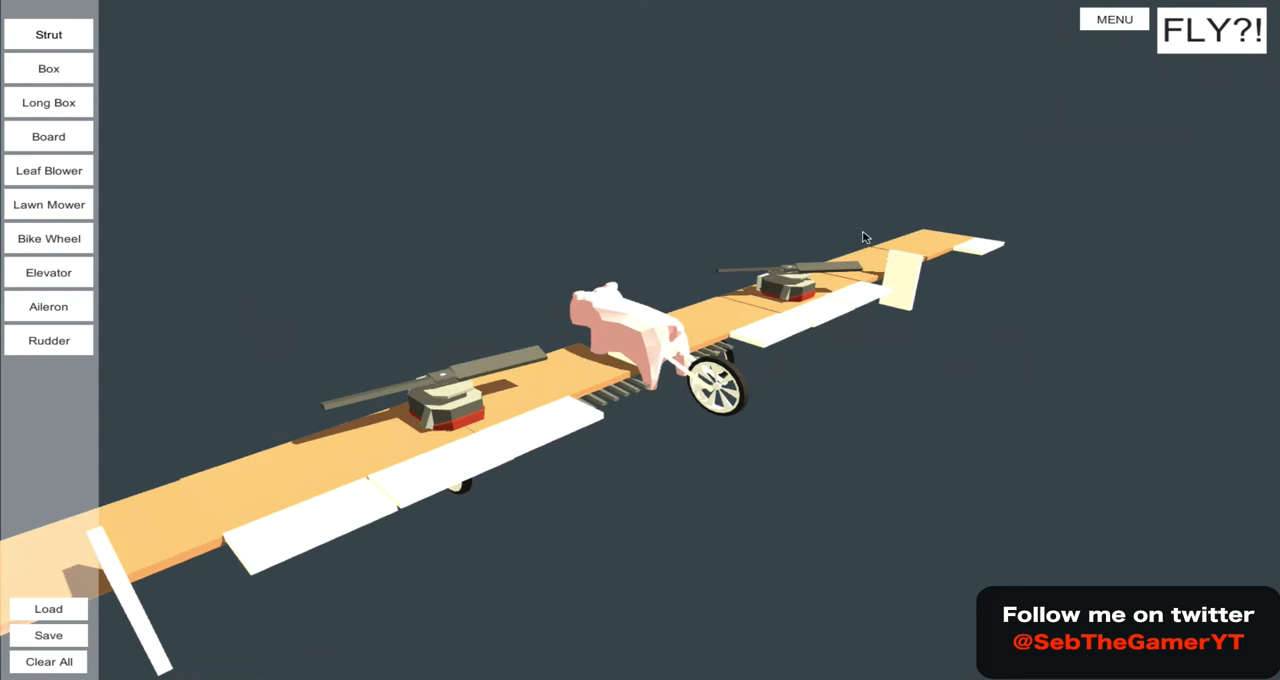 Strut
Box
Long Box
Board
Leaf Blower
Lawn Mower
Bike Wheel
Elevator
Aileron
Rudder
Load
Save
Clear All
MENU
FLY?!
Follow me on twitter
@SebTheGamerYT